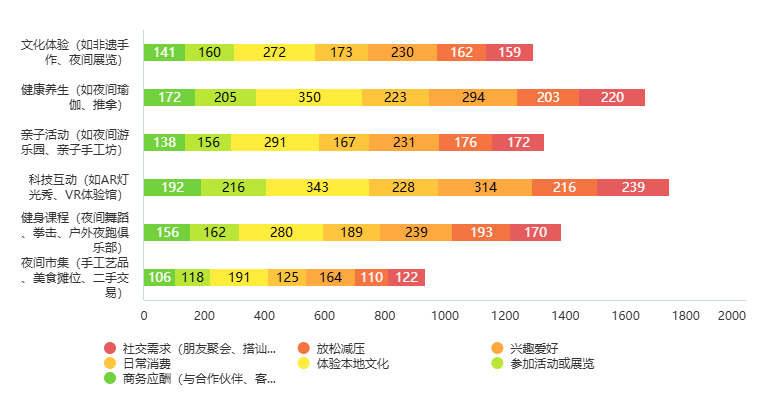 文化体验（如非遗手
作、夜间展览）
141 160 272 173 230 162 159
健康养生（如夜间瑜
伽、推拿）
172 205 350 223 294 203 220
亲子活动（如夜间游
乐园、亲子手工坊）
138 156 291 167 231 176 172
科技互动（如AR灯
光秀、VR体验馆）
192 216 343 228 314 216 239
健身课程（夜间舞蹈
、拳击、户外夜跑俱
乐部）
156 162 280 189 239 193 170
夜间市集（手工艺品
、美食摊位、二手交
易）
106 118 191 125 164 110 122
0 200 400 600 800 1000 1200 1400 1600 1800 2000
社交需求（朋友聚会、搭讪... 放松减压 兴趣爱好
日常消费 体验本地文化 参加活动或展览
商务应酬（与合作伙伴、客...